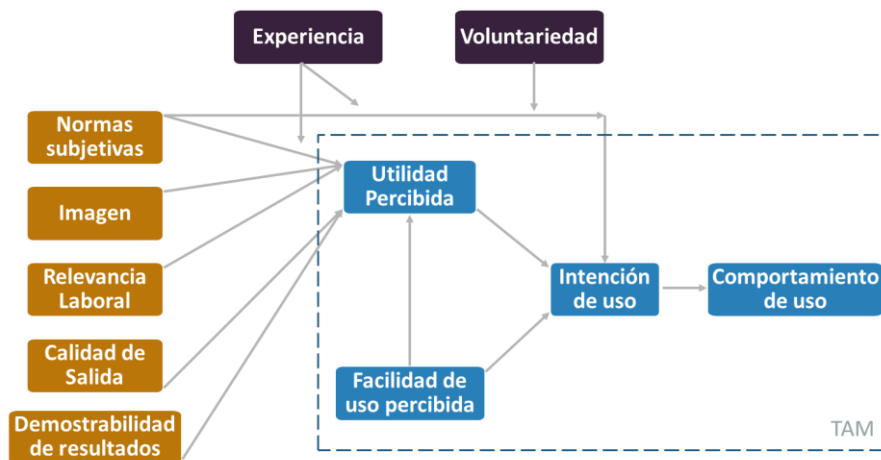 Experiencia
Voluntariedad
Normas
subjetivas
Utilidad
Percibida
Imagen
Relevancia
Laboral
Intención
de uso
Comportamiento
de uso
Calidad de
Salida
Facilidad de
uso percibida
Demostrabilidad
de resultados
TAM